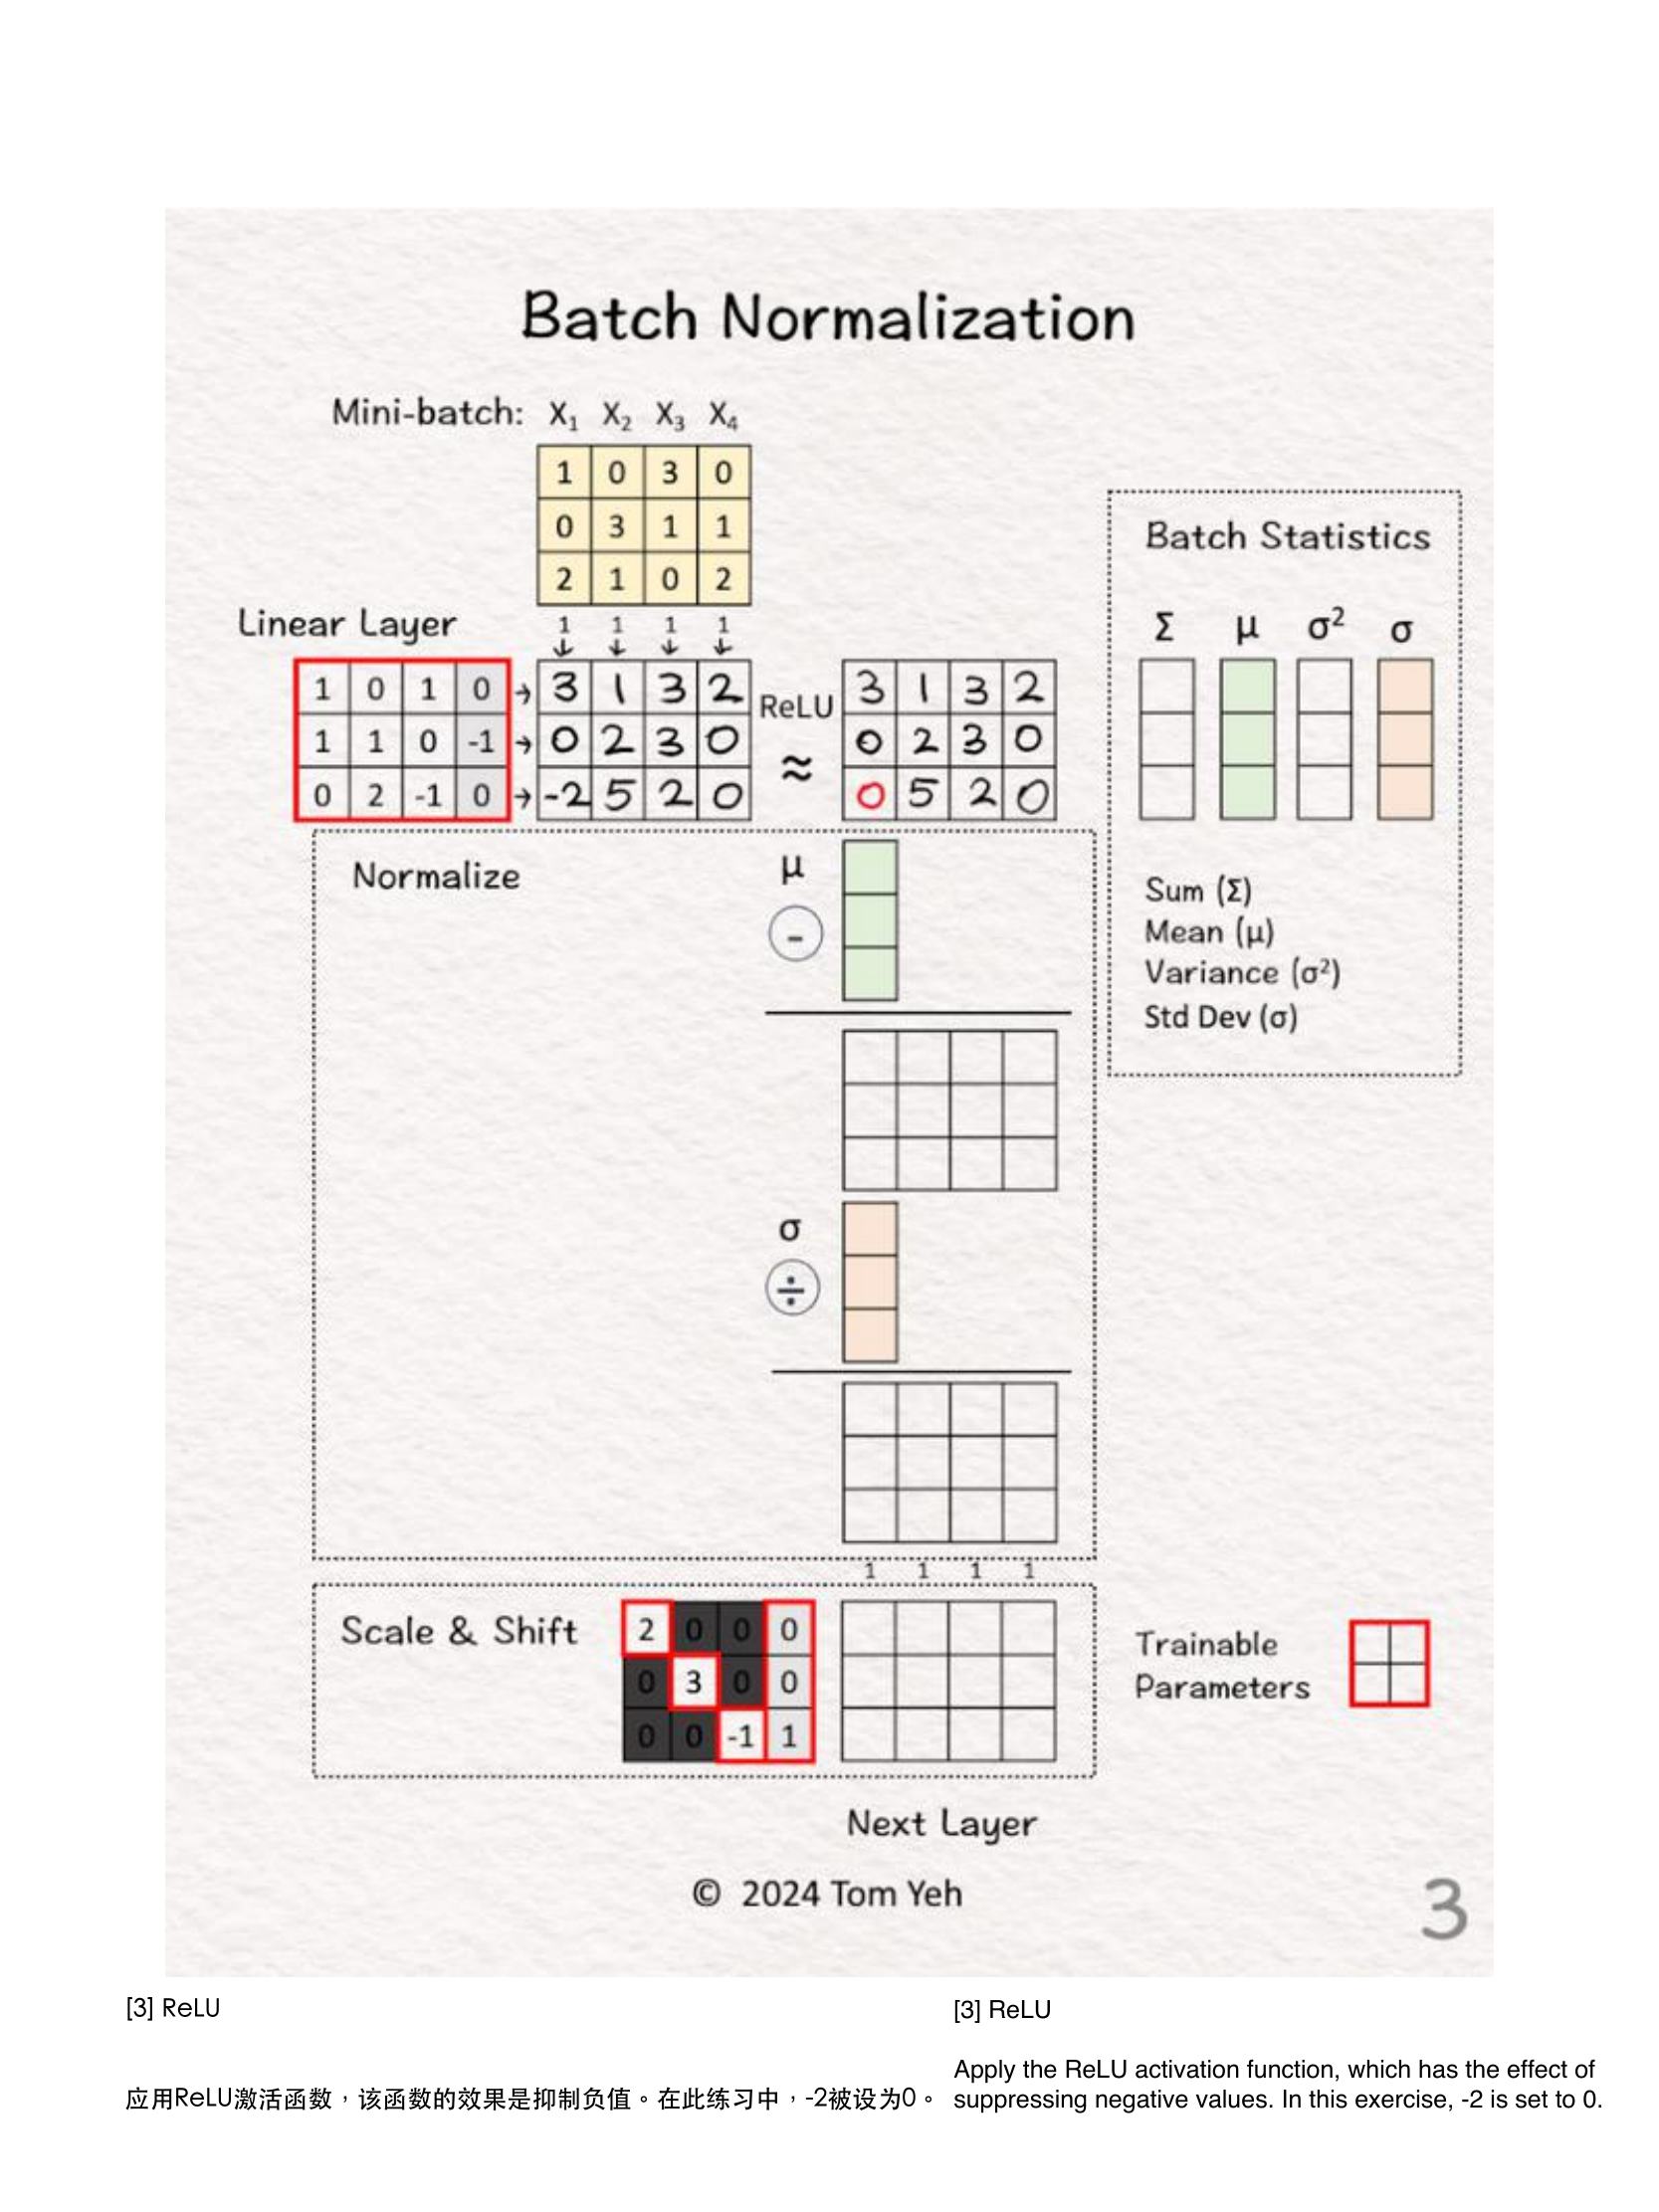 Batch Normalization
Mini-batch: X₁ X₂ X₃ X₄
1 0 3 0
0 3 1 1
2 1 0 2
Linear Layer
1 1 1 1
↓ ↓ ↓ ↓
1 0 1 0 → 3 1 3 2
1 1 0 -1 → 0 2 3 0
0 2 -1 0 → -2 5 2 0
ReLU
≈
3 1 3 2
0 2 3 0
0 5 2 0
Batch Statistics
Σ μ σ² σ
Sum (Σ)
Mean (μ)
Variance (σ²)
Std Dev (σ)
Normalize
μ
-
σ
÷
1 1 1 1
Scale & Shift
2 0 0 0
0 3 0 0
0 0 -1 1
Trainable
Parameters
Next Layer
© 2024 Tom Yeh
3
[3] ReLU
应用ReLU激活函数，该函数的效果是抑制负值。在此练习中，-2被设为0。
[3] ReLU
Apply the ReLU activation function, which has the effect of
suppressing negative values. In this exercise, -2 is set to 0.